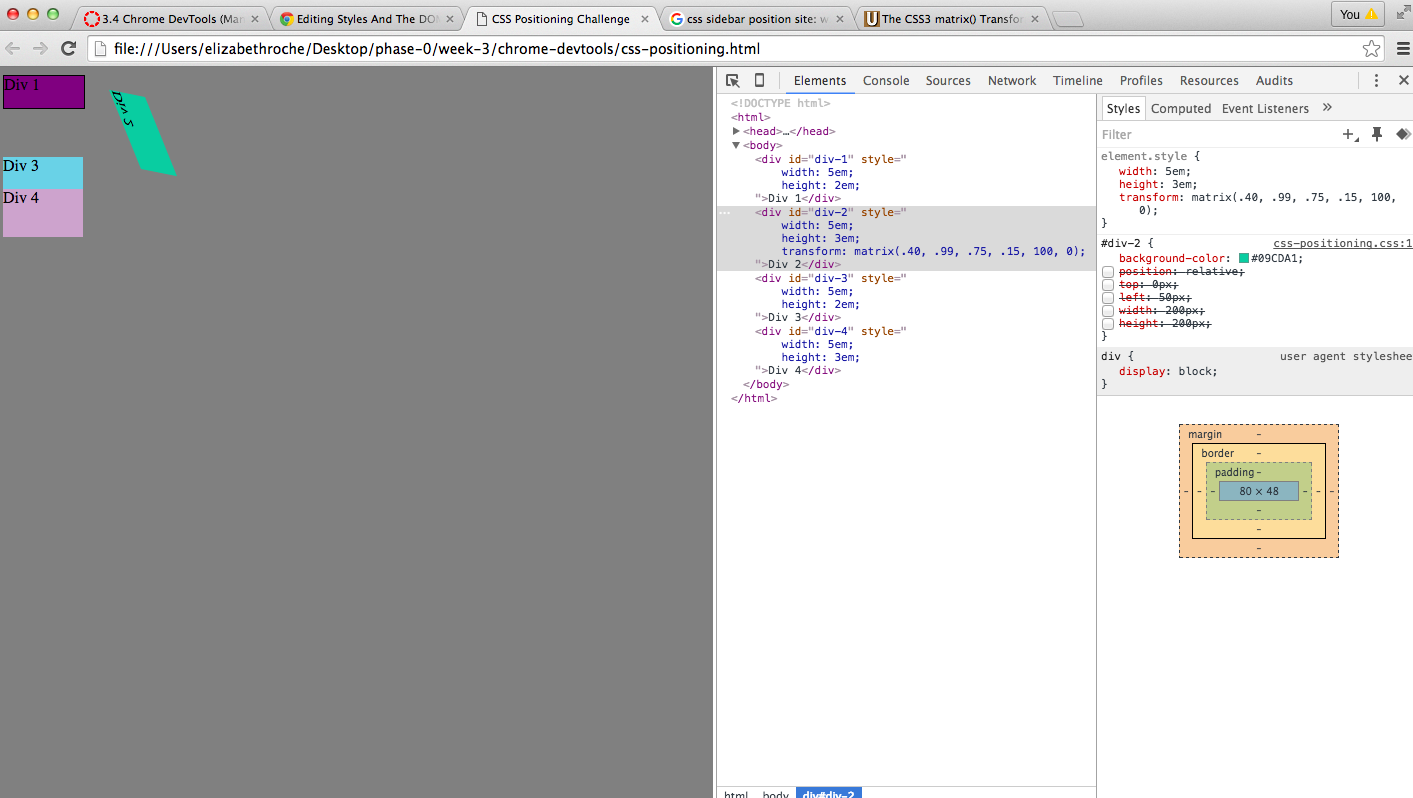 3.4 Chrome DevTools (Man
Editing Styles And The DOM
CSS Positioning Challenge
css sidebar position site: w
The CSS3 matrix() Transfor
You
file:///Users/elizabethroche/Desktop/phase-0/week-3/chrome-devtools/css-positioning.html
Div 1
Div 2
Div 3
Div 4
Elements Console Sources Network Timeline Profiles Resources Audits
<!DOCTYPE html>
<html>
<head>…</head>
<body>
<div id="div-1" style="
width: 5em;
height: 2em;
">Div 1</div>
<div id="div-2" style="
width: 5em;
height: 3em;
transform: matrix(.40, .99, .75, .15, 100, 0);
">Div 2</div>
<div id="div-3" style="
width: 5em;
height: 2em;
">Div 3</div>
<div id="div-4" style="
width: 5em;
height: 3em;
">Div 4</div>
</body>
</html>
html body div#div-2
Styles Computed Event Listeners »
Filter
element.style {
width: 5em;
height: 3em;
transform: matrix(.40, .99, .75, .15, 100,
0);
}
#div-2 { css-positioning.css:1
background-color: #09CDA1;
position: relative;
top: 0px;
left: 50px;
width: 200px;
height: 200px;
}
div { user agent styleshee
display: block;
}
margin -
border -
padding -
- - - 80 × 48 - - -
-
-
-